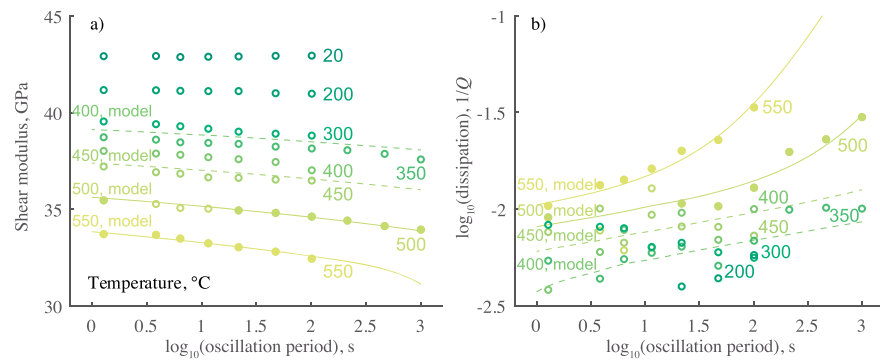 a)
45
40
35
30
Shear modulus, GPa
20
200
400, model
300
350
400
450, model
450
500, model
500
550, model
550
Temperature, °C
0 0.5 1 1.5 2 2.5 3
log10(oscillation period), s
b)
-1
-1.5
-2
-2.5
log10(dissipation), 1/Q
550
500
550, model
400
500, model
350
450, model
450
300
400, model
200
0 0.5 1 1.5 2 2.5 3
log10(oscillation period), s